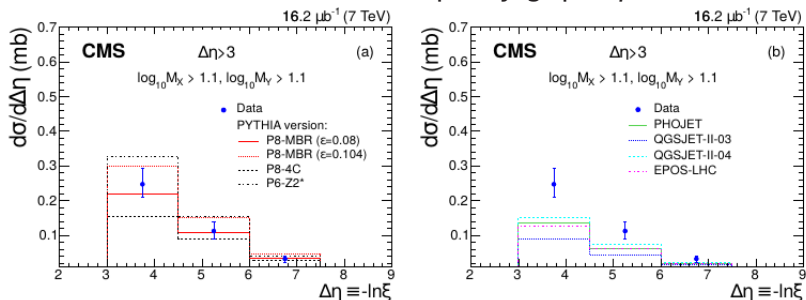 16.2 μb⁻¹ (7 TeV)
CMS
Δη>3
(a)
log₁₀M_X > 1.1, log₁₀M_Y > 1.1
Data
PYTHIA version:
P8-MBR (ε=0.08)
P8-MBR (ε=0.104)
P8-4C
P6-Z2*
dσ/dΔη (mb)
0.7
0.6
0.5
0.4
0.3
0.2
0.1
2 3 4 5 6 7 8 9
Δη ≡-lnξ
16.2 μb⁻¹ (7 TeV)
CMS
Δη>3
(b)
log₁₀M_X > 1.1, log₁₀M_Y > 1.1
Data
PHOJET
QGSJET-II-03
QGSJET-II-04
EPOS-LHC
dσ/dΔη (mb)
0.7
0.6
0.5
0.4
0.3
0.2
0.1
2 3 4 5 6 7 8 9
Δη ≡-lnξ